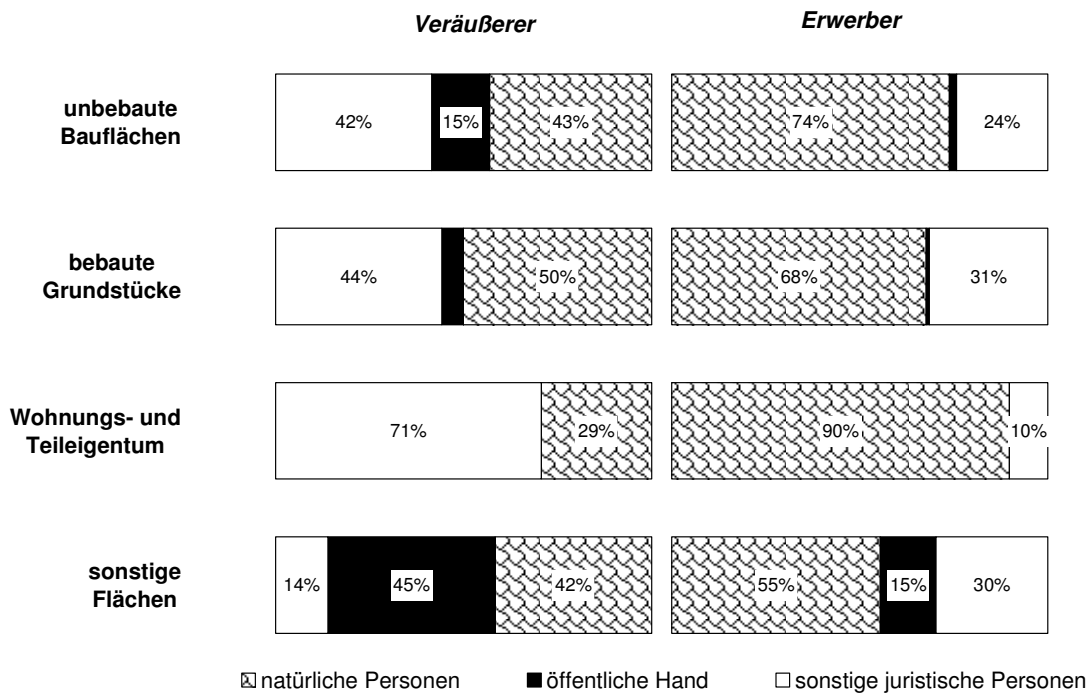 Veräußerer Erwerber
unbebaute
Bauflächen
42% 15% 43% 74% 24%
bebaute
Grundstücke
44% 50% 68% 31%
Wohnungs- und
Teileigentum
71% 29% 90% 10%
sonstige
Flächen
14% 45% 42% 55% 15% 30%
natürliche Personen öffentliche Hand sonstige juristische Personen